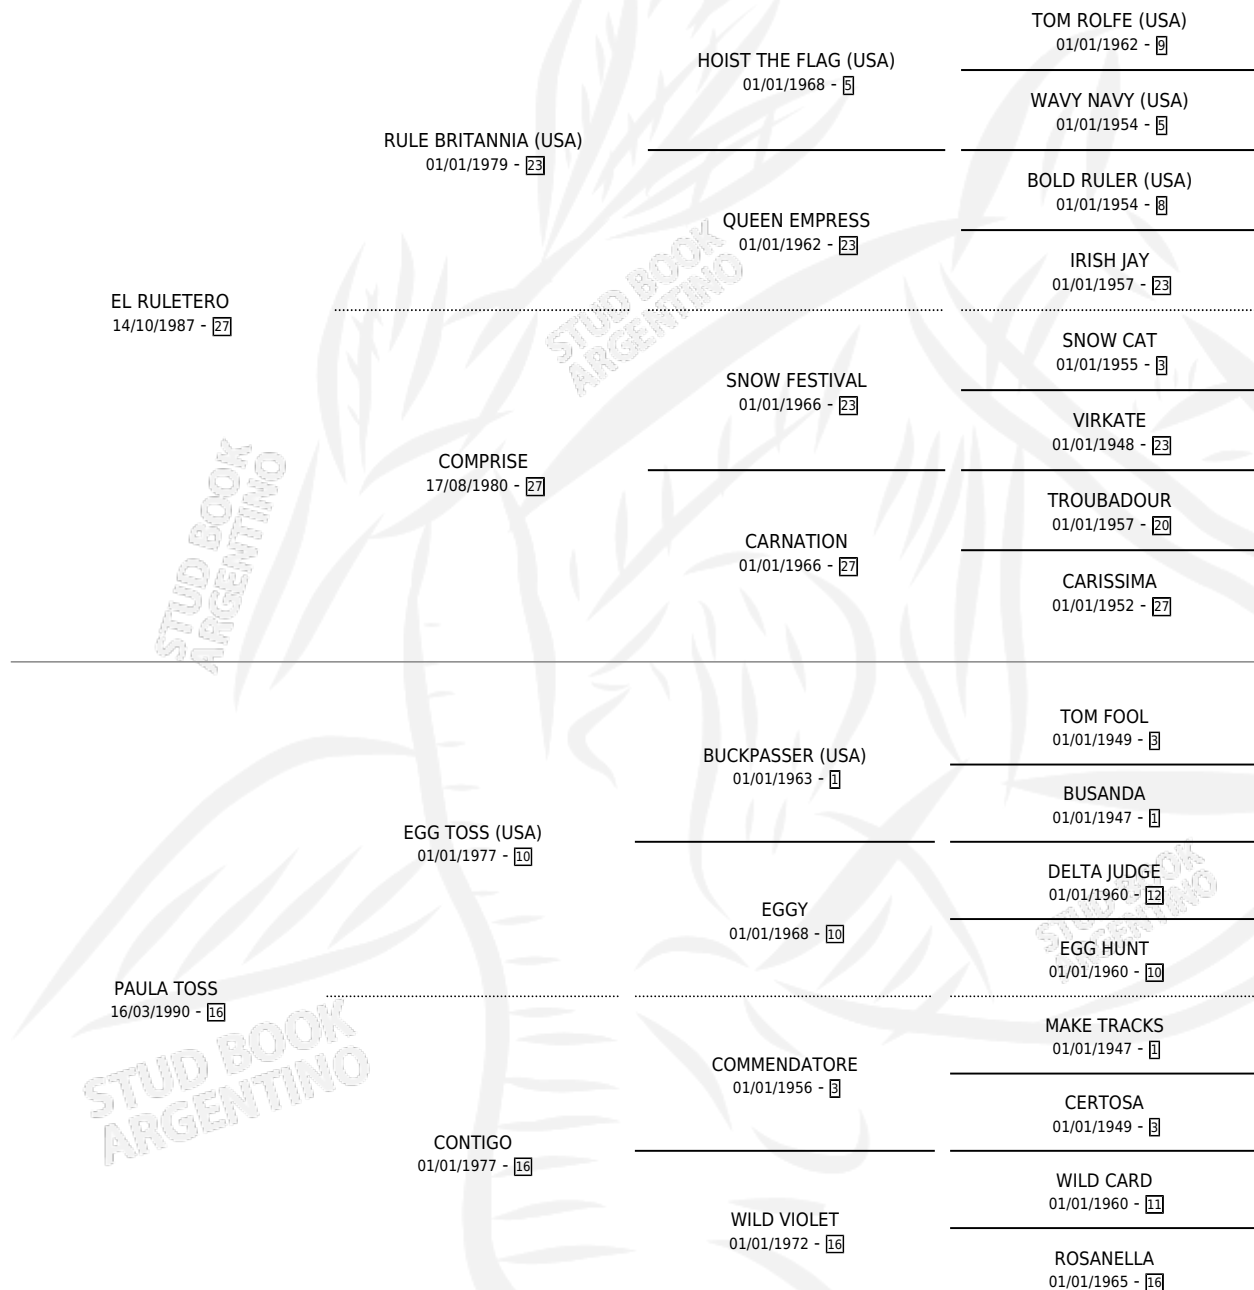 TOM ROLFE (USA)
01/01/1962 - 9
HOIST THE FLAG (USA)
01/01/1968 - 5
WAVY NAVY (USA)
01/01/1954 - 5
RULE BRITANNIA (USA)
01/01/1979 - 23
BOLD RULER (USA)
01/01/1954 - 8
QUEEN EMPRESS
01/01/1962 - 23
IRISH JAY
01/01/1957 - 23
EL RULETERO
14/10/1987 - 27
STUD BOOK
ARGENTINO
SNOW CAT
01/01/1955 - 3
SNOW FESTIVAL
01/01/1966 - 23
VIRKATE
01/01/1948 - 23
COMPRISE
17/08/1980 - 27
TROUBADOUR
01/01/1957 - 20
CARNATION
01/01/1966 - 27
CARISSIMA
01/01/1952 - 27
STUD BOOK
ARGENTINO
TOM FOOL
01/01/1949 - 3
BUCKPASSER (USA)
01/01/1963 - 1
BUSANDA
01/01/1947 - 1
EGG TOSS (USA)
01/01/1977 - 10
DELTA JUDGE
01/01/1960 - 12
EGGY
01/01/1968 - 10
STUD BOOK
ARGENTINO
EGG HUNT
01/01/1960 - 10
PAULA TOSS
16/03/1990 - 16
MAKE TRACKS
01/01/1947 - 1
STUD BOOK
ARGENTINO
COMMENDATORE
01/01/1956 - 3
CERTOSA
01/01/1949 - 3
CONTIGO
01/01/1977 - 16
WILD CARD
01/01/1960 - 11
WILD VIOLET
01/01/1972 - 16
ROSANELLA
01/01/1965 - 16